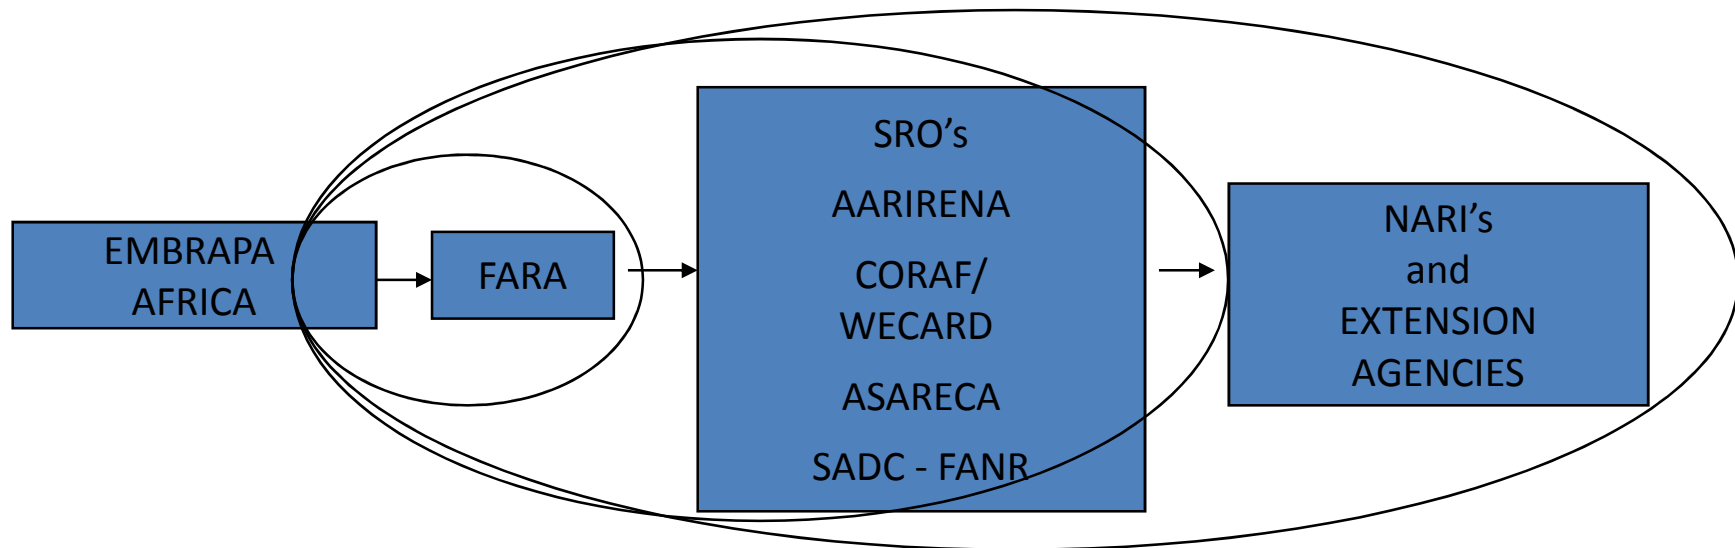 EMBRAPA
AFRICA
FARA
SRO’s
AARIRENA
CORAF/
WECARD
ASARECA
SADC - FANR
NARI’s
and
EXTENSION
AGENCIES